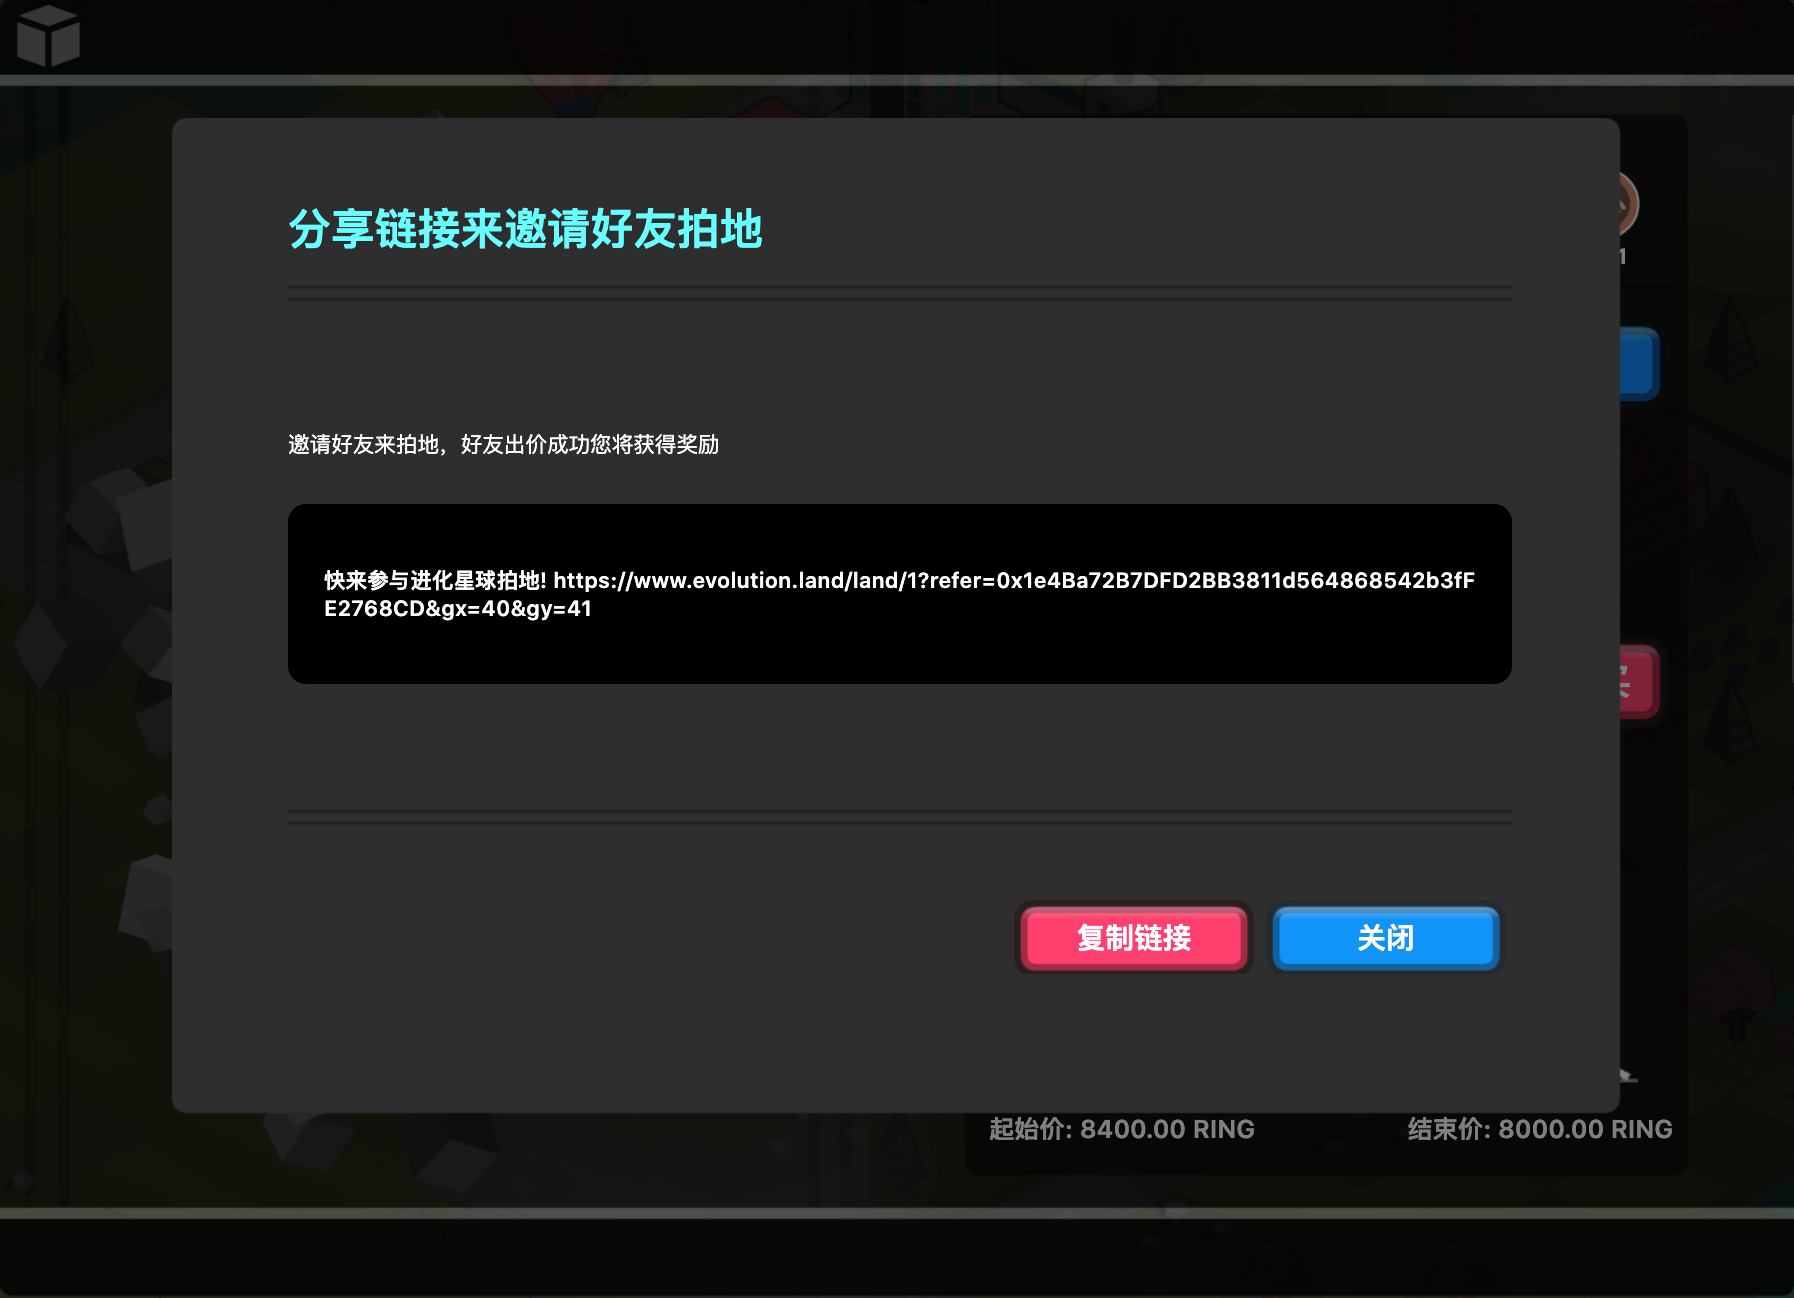 分享链接来邀请好友拍地
1
邀请好友来拍地，好友出价成功您将获得奖励
快来参与进化星球拍地! https://www.evolution.land/land/1?refer=0x1e4Ba72B7DFD2BB3811d564868542b3fF
E2768CD&gx=40&gy=41
复制链接
关闭
起始价: 8400.00 RING
结束价: 8000.00 RING